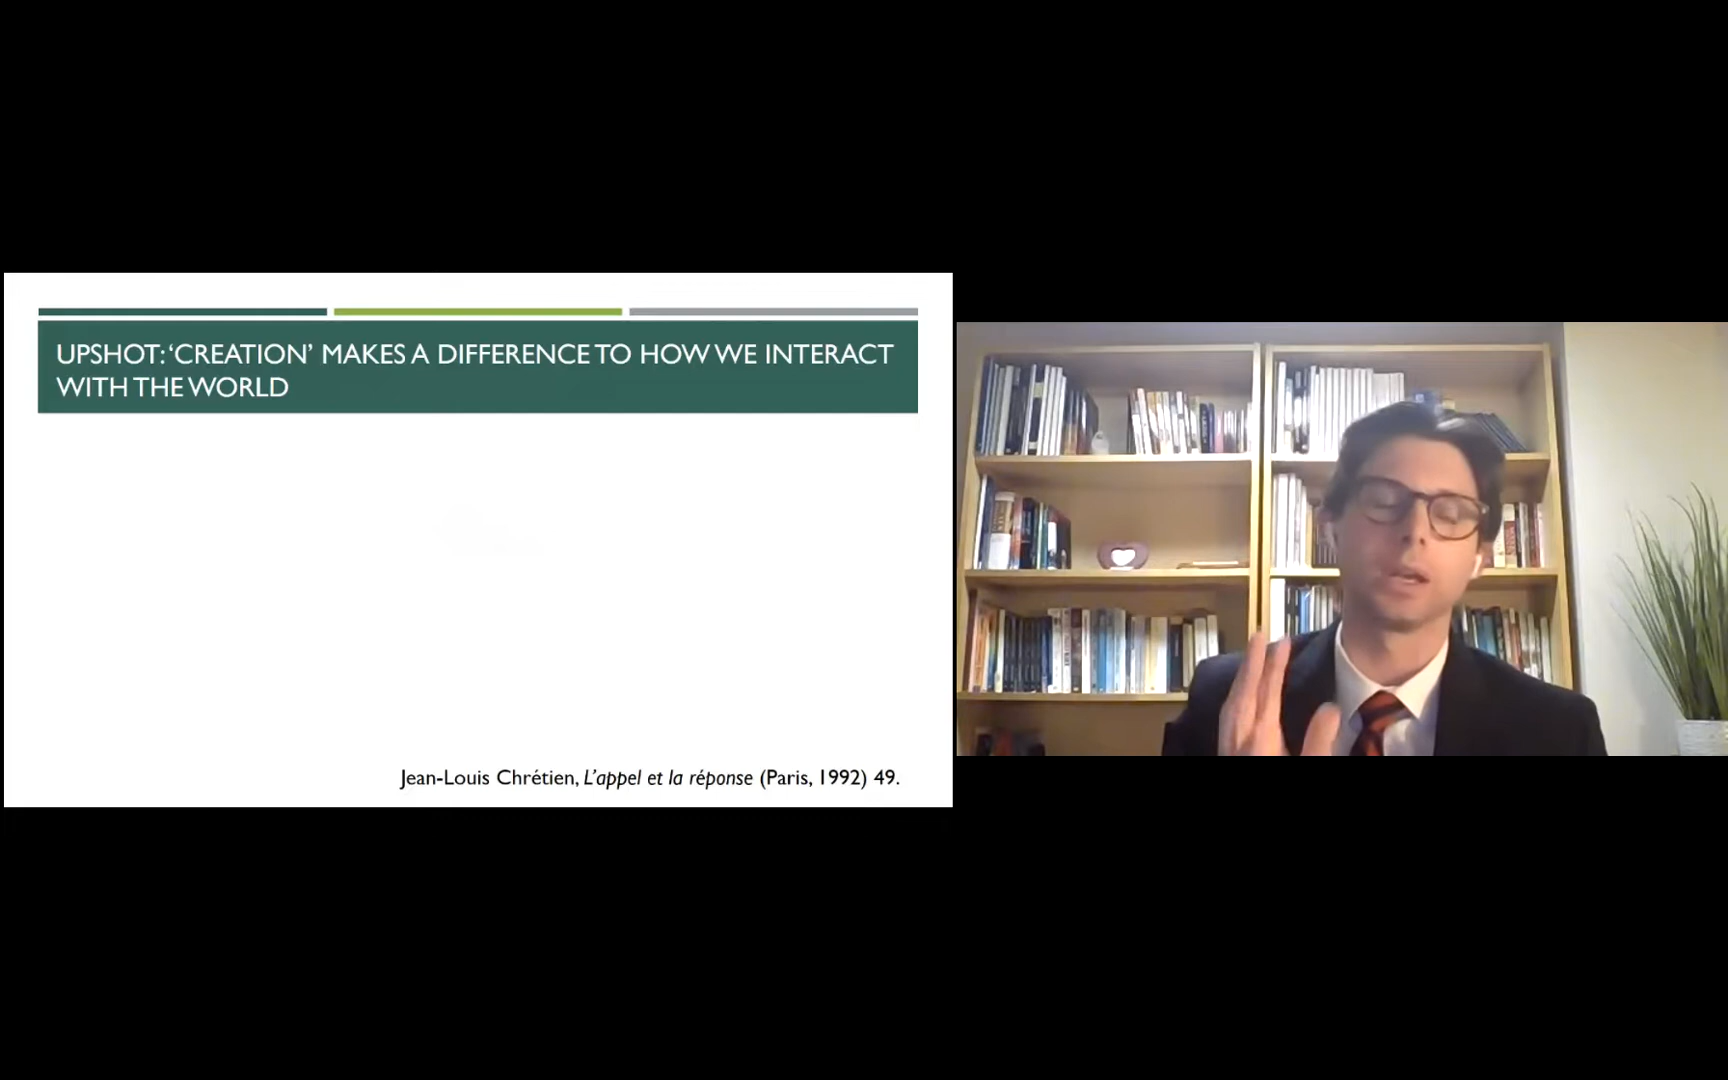 UPSHOT: ‘CREATION’ MAKES A DIFFERENCE TO HOW WE INTERACT
WITH THE WORLD
Jean-Louis Chrétien, L’appel et la réponse (Paris, 1992) 49.